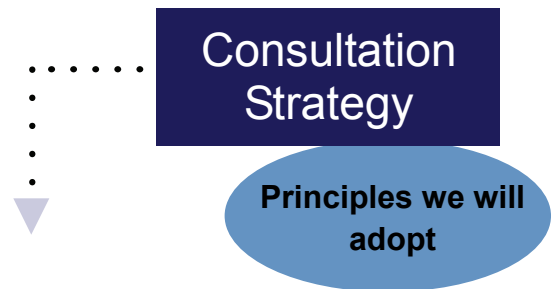 Consultation
Strategy
Principles we will
adopt